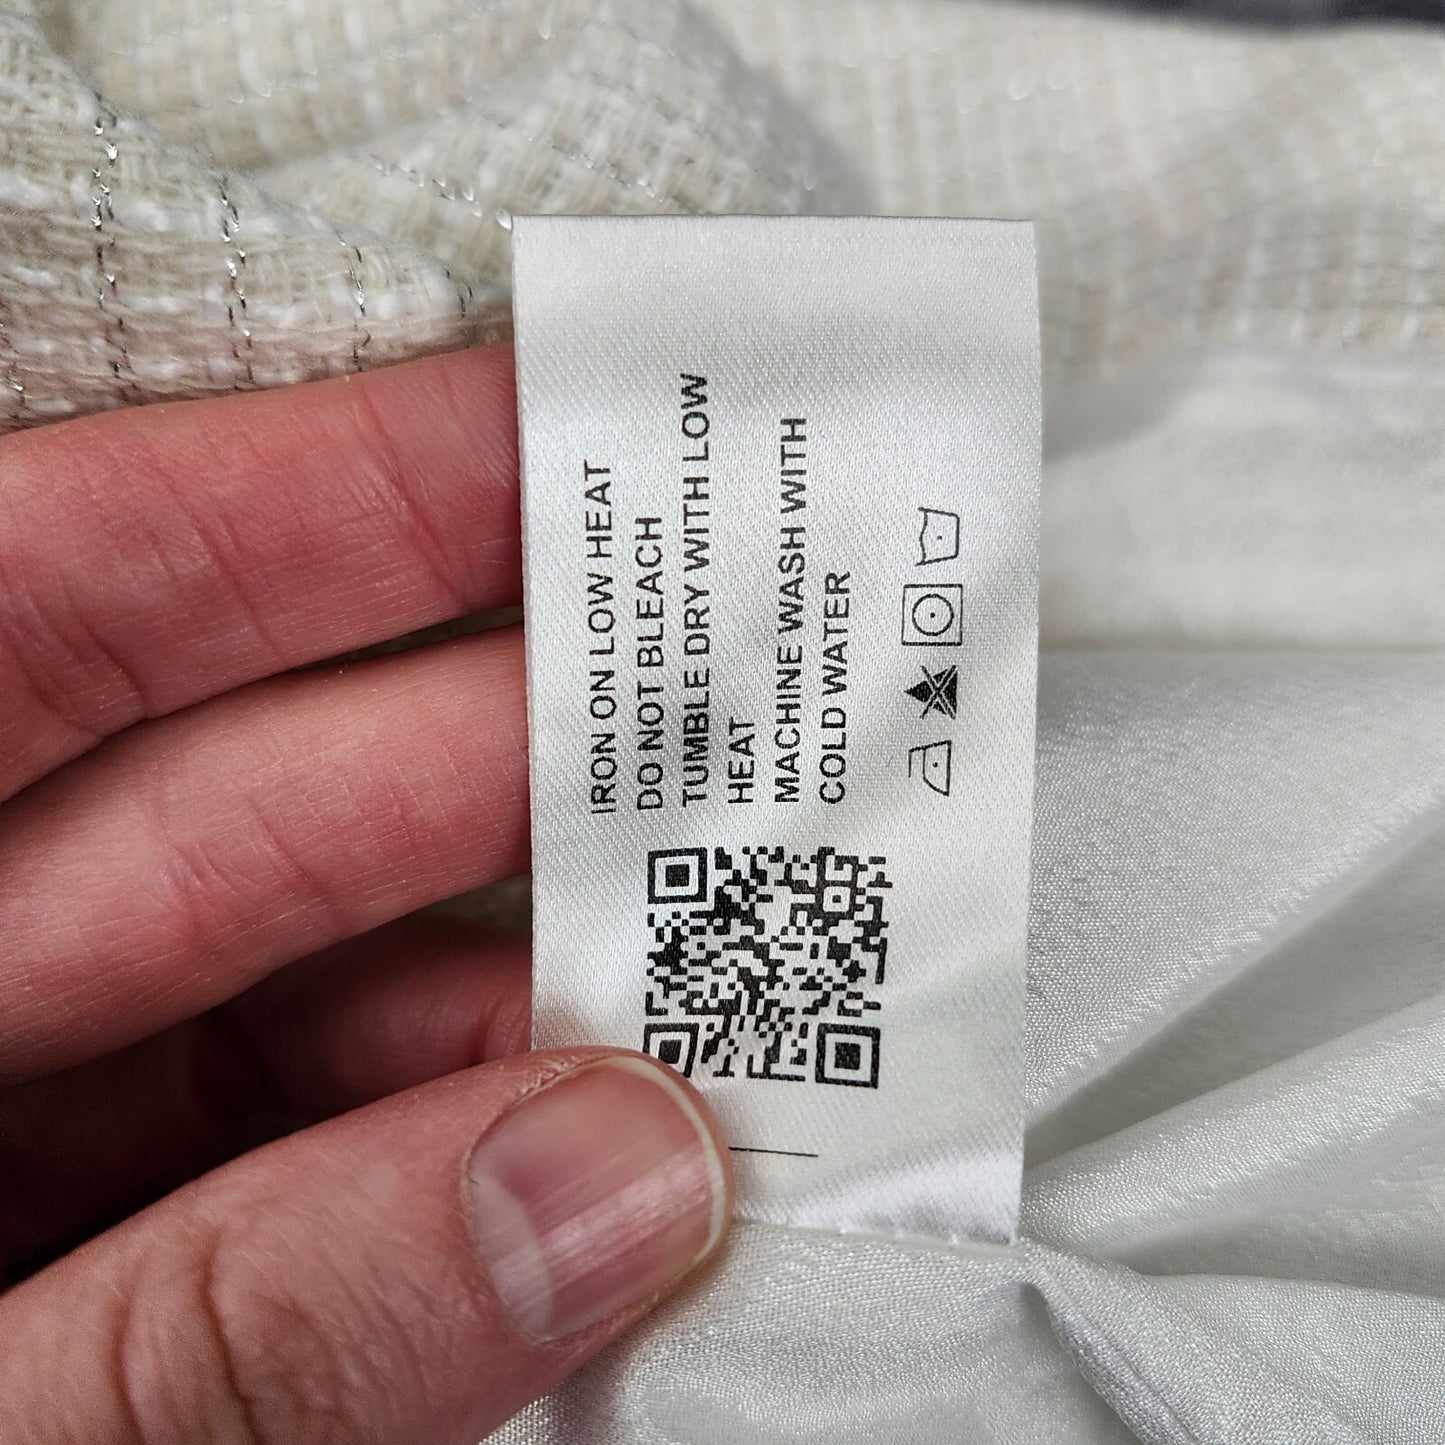 IRON ON LOW HEAT
DO NOT BLEACH
TUMBLE DRY WITH LOW
HEAT
MACHINE WASH WITH
COLD WATER